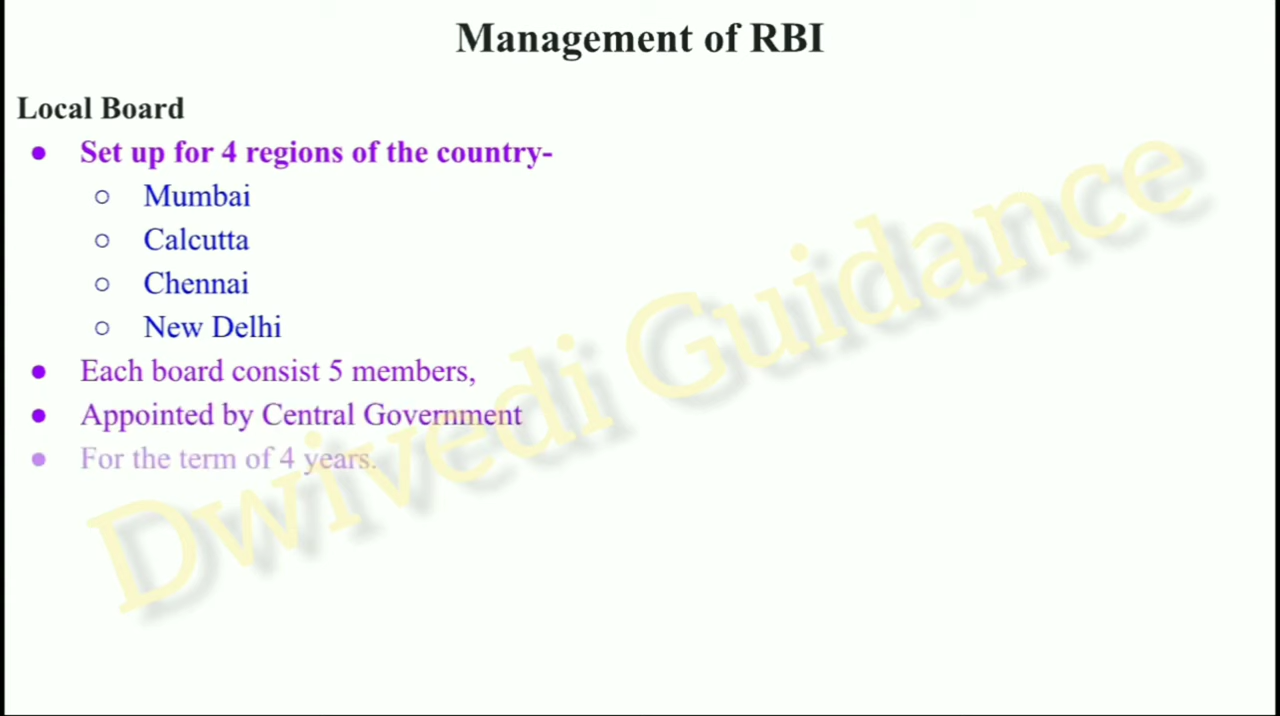 Management of RBI
Local Board
● Set up for 4 regions of the country-
○ Mumbai
○ Calcutta
○ Chennai
○ New Delhi
● Each board consist 5 members,
● Appointed by Central Government
● For the term of 4 years.
Dwivedi Guidance